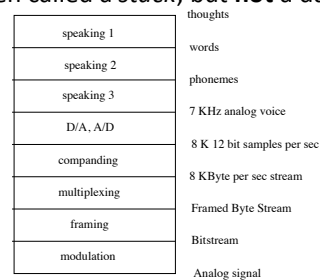 thoughts
speaking 1
words
speaking 2
phonemes
speaking 3
7 KHz analog voice
D/A, A/D
8 K 12 bit samples per sec
companding
8 KByte per sec stream
multiplexing
Framed Byte Stream
framing
Bitstream
modulation
Analog signal